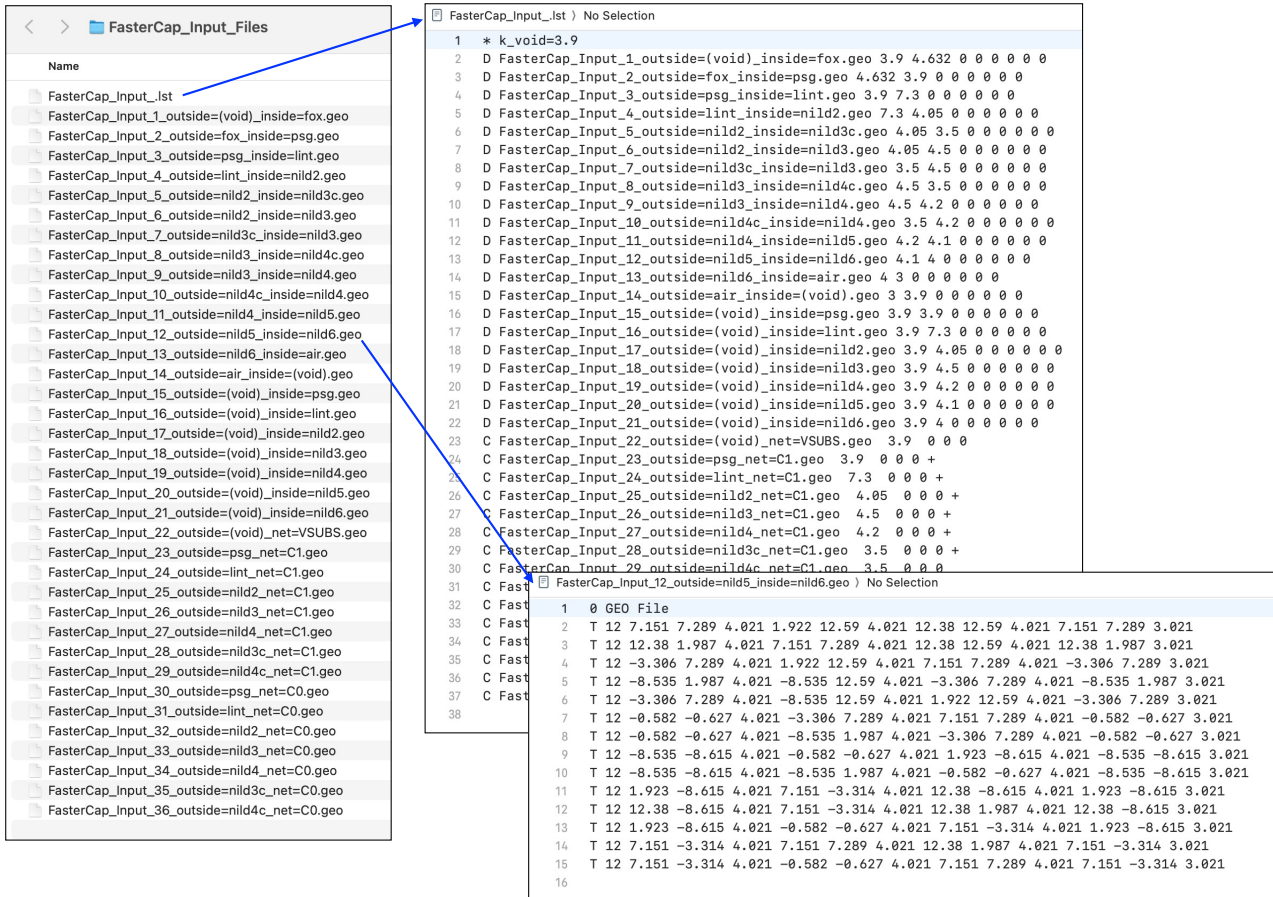 FasterCap_Input_Files
Name
FasterCap_Input_.lst
FasterCap_Input_1_outside=(void)_inside=fox.geo
FasterCap_Input_2_outside=fox_inside=psg.geo
FasterCap_Input_3_outside=psg_inside=lint.geo
FasterCap_Input_4_outside=lint_inside=nild2.geo
FasterCap_Input_5_outside=nild2_inside=nild3c.geo
FasterCap_Input_6_outside=nild2_inside=nild3.geo
FasterCap_Input_7_outside=nild3c_inside=nild3.geo
FasterCap_Input_8_outside=nild3_inside=nild4c.geo
FasterCap_Input_9_outside=nild3_inside=nild4.geo
FasterCap_Input_10_outside=nild4c_inside=nild4.geo
FasterCap_Input_11_outside=nild4_inside=nild5.geo
FasterCap_Input_12_outside=nild5_inside=nild6.geo
FasterCap_Input_13_outside=nild6_inside=air.geo
FasterCap_Input_14_outside=air_inside=(void).geo
FasterCap_Input_15_outside=(void)_inside=psg.geo
FasterCap_Input_16_outside=(void)_inside=lint.geo
FasterCap_Input_17_outside=(void)_inside=nild2.geo
FasterCap_Input_18_outside=(void)_inside=nild3.geo
FasterCap_Input_19_outside=(void)_inside=nild4.geo
FasterCap_Input_20_outside=(void)_inside=nild5.geo
FasterCap_Input_21_outside=(void)_inside=nild6.geo
FasterCap_Input_22_outside=(void)_net=VSUBS.geo
FasterCap_Input_23_outside=psg_net=C1.geo
FasterCap_Input_24_outside=lint_net=C1.geo
FasterCap_Input_25_outside=nild2_net=C1.geo
FasterCap_Input_26_outside=nild3_net=C1.geo
FasterCap_Input_27_outside=nild4_net=C1.geo
FasterCap_Input_28_outside=nild3c_net=C1.geo
FasterCap_Input_29_outside=nild4c_net=C1.geo
FasterCap_Input_30_outside=psg_net=C0.geo
FasterCap_Input_31_outside=lint_net=C0.geo
FasterCap_Input_32_outside=nild2_net=C0.geo
FasterCap_Input_33_outside=nild3_net=C0.geo
FasterCap_Input_34_outside=nild4_net=C0.geo
FasterCap_Input_35_outside=nild3c_net=C0.geo
FasterCap_Input_36_outside=nild4c_net=C0.geo
FasterCap_Input_.lst ⟩ No Selection
1 * k_void=3.9
2 D FasterCap_Input_1_outside=(void)_inside=fox.geo 3.9 4.632 0 0 0 0 0 0
3 D FasterCap_Input_2_outside=fox_inside=psg.geo 4.632 3.9 0 0 0 0 0 0
4 D FasterCap_Input_3_outside=psg_inside=lint.geo 3.9 7.3 0 0 0 0 0 0
5 D FasterCap_Input_4_outside=lint_inside=nild2.geo 7.3 4.05 0 0 0 0 0 0
6 D FasterCap_Input_5_outside=nild2_inside=nild3c.geo 4.05 3.5 0 0 0 0 0 0
7 D FasterCap_Input_6_outside=nild2_inside=nild3.geo 4.05 4.5 0 0 0 0 0 0
8 D FasterCap_Input_7_outside=nild3c_inside=nild3.geo 3.5 4.5 0 0 0 0 0 0
9 D FasterCap_Input_8_outside=nild3_inside=nild4c.geo 4.5 3.5 0 0 0 0 0 0
10 D FasterCap_Input_9_outside=nild3_inside=nild4.geo 4.5 4.2 0 0 0 0 0 0
11 D FasterCap_Input_10_outside=nild4c_inside=nild4.geo 3.5 4.2 0 0 0 0 0 0
12 D FasterCap_Input_11_outside=nild4_inside=nild5.geo 4.2 4.1 0 0 0 0 0 0
13 D FasterCap_Input_12_outside=nild5_inside=nild6.geo 4.1 4 0 0 0 0 0 0
14 D FasterCap_Input_13_outside=nild6_inside=air.geo 4 3 0 0 0 0 0 0
15 D FasterCap_Input_14_outside=air_inside=(void).geo 3 3.9 0 0 0 0 0 0
16 D FasterCap_Input_15_outside=(void)_inside=psg.geo 3.9 3.9 0 0 0 0 0 0
17 D FasterCap_Input_16_outside=(void)_inside=lint.geo 3.9 7.3 0 0 0 0 0 0
18 D FasterCap_Input_17_outside=(void)_inside=nild2.geo 3.9 4.05 0 0 0 0 0 0
19 D FasterCap_Input_18_outside=(void)_inside=nild3.geo 3.9 4.5 0 0 0 0 0 0
20 D FasterCap_Input_19_outside=(void)_inside=nild4.geo 3.9 4.2 0 0 0 0 0 0
21 D FasterCap_Input_20_outside=(void)_inside=nild5.geo 3.9 4.1 0 0 0 0 0 0
22 D FasterCap_Input_21_outside=(void)_inside=nild6.geo 3.9 4 0 0 0 0 0 0
23 C FasterCap_Input_22_outside=(void)_net=VSUBS.geo 3.9 0 0 0
24 C FasterCap_Input_23_outside=psg_net=C1.geo 3.9 0 0 0 +
25 C FasterCap_Input_24_outside=lint_net=C1.geo 7.3 0 0 0 +
26 C FasterCap_Input_25_outside=nild2_net=C1.geo 4.05 0 0 0 +
27 C FasterCap_Input_26_outside=nild3_net=C1.geo 4.5 0 0 0 +
28 C FasterCap_Input_27_outside=nild4_net=C1.geo 4.2 0 0 0 +
29 C FasterCap_Input_28_outside=nild3c_net=C1.geo 3.5 0 0 0 +
30 C FasterCap_Input_29_outside=nild4c_net=C1.geo 3.5 0 0 0
31 C Fast
32 C Fast
33 C Fast
34 C Fast
35 C Fast
36 C Fast
37 C Fast
38
FasterCap_Input_12_outside=nild5_inside=nild6.geo ⟩ No Selection
1 0 GEO File
2 T 12 7.151 7.289 4.021 1.922 12.59 4.021 12.38 12.59 4.021 7.151 7.289 3.021
3 T 12 12.38 1.987 4.021 7.151 7.289 4.021 12.38 12.59 4.021 12.38 1.987 3.021
4 T 12 -3.306 7.289 4.021 1.922 12.59 4.021 7.151 7.289 4.021 -3.306 7.289 3.021
5 T 12 -8.535 1.987 4.021 -8.535 12.59 4.021 -3.306 7.289 4.021 -8.535 1.987 3.021
6 T 12 -3.306 7.289 4.021 -8.535 12.59 4.021 1.922 12.59 4.021 -3.306 7.289 3.021
7 T 12 -0.582 -0.627 4.021 -3.306 7.289 4.021 7.151 7.289 4.021 -0.582 -0.627 3.021
8 T 12 -0.582 -0.627 4.021 -8.535 1.987 4.021 -3.306 7.289 4.021 -0.582 -0.627 3.021
9 T 12 -8.535 -8.615 4.021 -0.582 -0.627 4.021 1.923 -8.615 4.021 -8.535 -8.615 3.021
10 T 12 -8.535 -8.615 4.021 -8.535 1.987 4.021 -0.582 -0.627 4.021 -8.535 -8.615 3.021
11 T 12 1.923 -8.615 4.021 7.151 -3.314 4.021 12.38 -8.615 4.021 1.923 -8.615 3.021
12 T 12 12.38 -8.615 4.021 7.151 -3.314 4.021 12.38 1.987 4.021 12.38 -8.615 3.021
13 T 12 1.923 -8.615 4.021 -0.582 -0.627 4.021 7.151 -3.314 4.021 1.923 -8.615 3.021
14 T 12 7.151 -3.314 4.021 7.151 7.289 4.021 12.38 1.987 4.021 7.151 -3.314 3.021
15 T 12 7.151 -3.314 4.021 -0.582 -0.627 4.021 7.151 7.289 4.021 7.151 -3.314 3.021
16